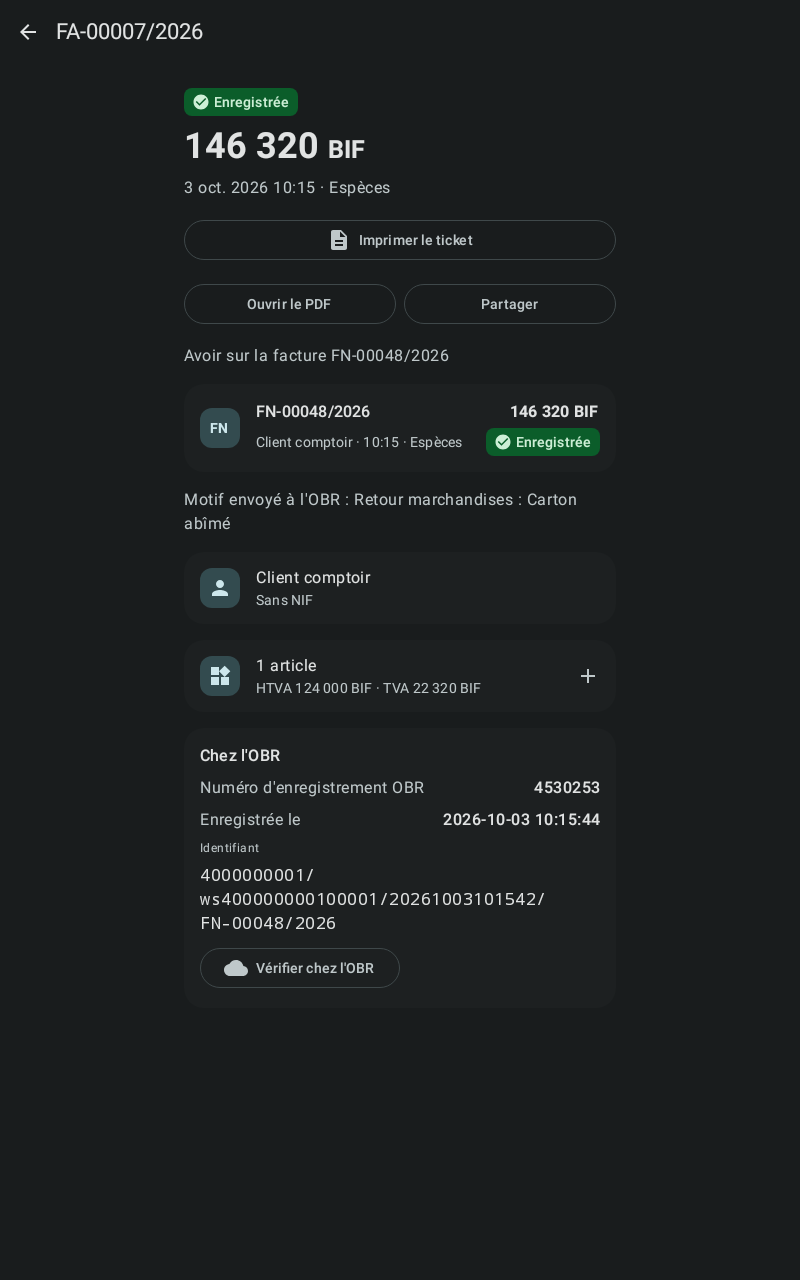 FA-00007/2026
Enregistrée
146 320 BIF
3 oct. 2026 10:15 · Espèces
Imprimer le ticket
Ouvrir le PDF
Partager
Avoir sur la facture FN-00048/2026
FN
FN-00048/2026
146 320 BIF
Client comptoir · 10:15 · Espèces
Enregistrée
Motif envoyé à l'OBR : Retour marchandises : Carton
abîmé
Client comptoir
Sans NIF
1 article
HTVA 124 000 BIF · TVA 22 320 BIF
Chez l'OBR
Numéro d'enregistrement OBR
4530253
Enregistrée le
2026-10-03 10:15:44
Identifiant
4000000001/
ws400000000100001/20261003101542/
FN-00048/2026
Vérifier chez l'OBR